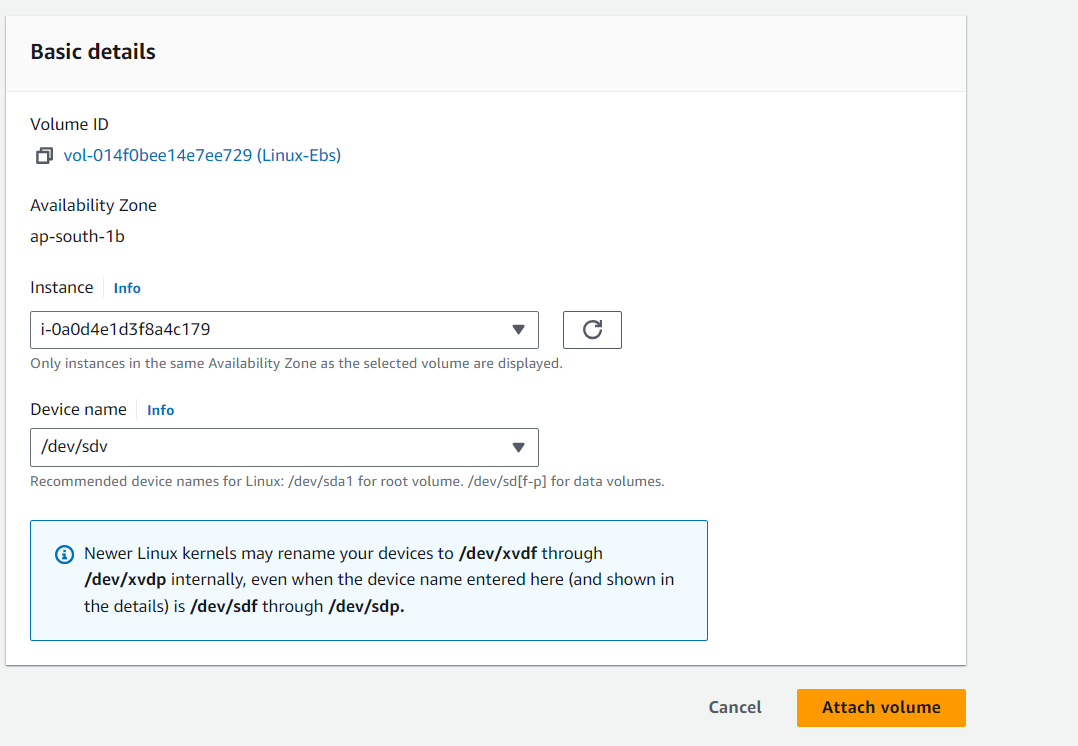 Basic details
Volume ID
vol-014f0bee14e7ee729 (Linux-Ebs)
Availability Zone
ap-south-1b
Instance Info
i-0a0d4e1d3f8a4c179
Only instances in the same Availability Zone as the selected volume are displayed.
Device name Info
/dev/sdv
Recommended device names for Linux: /dev/sda1 for root volume. /dev/sd[f-p] for data volumes.
Newer Linux kernels may rename your devices to /dev/xvdf through
/dev/xvdp internally, even when the device name entered here (and shown in
the details) is /dev/sdf through /dev/sdp.
Cancel Attach volume